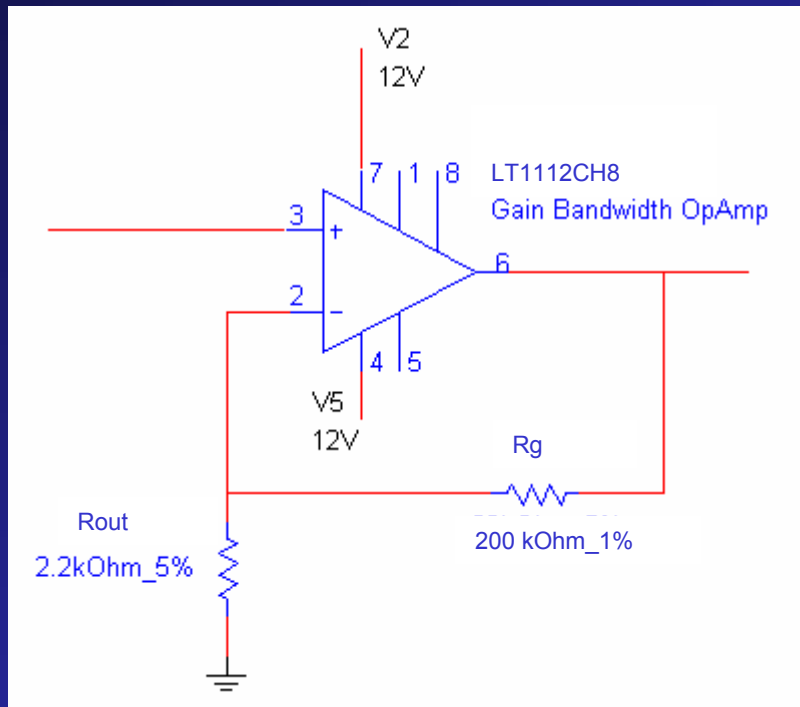 V2
12V
7 1 8
LT1112CH8
Gain Bandwidth OpAmp
3
+
6
2
-
4 5
V5
12V
Rg
200 kOhm_1%
Rout
2.2kOhm_5%